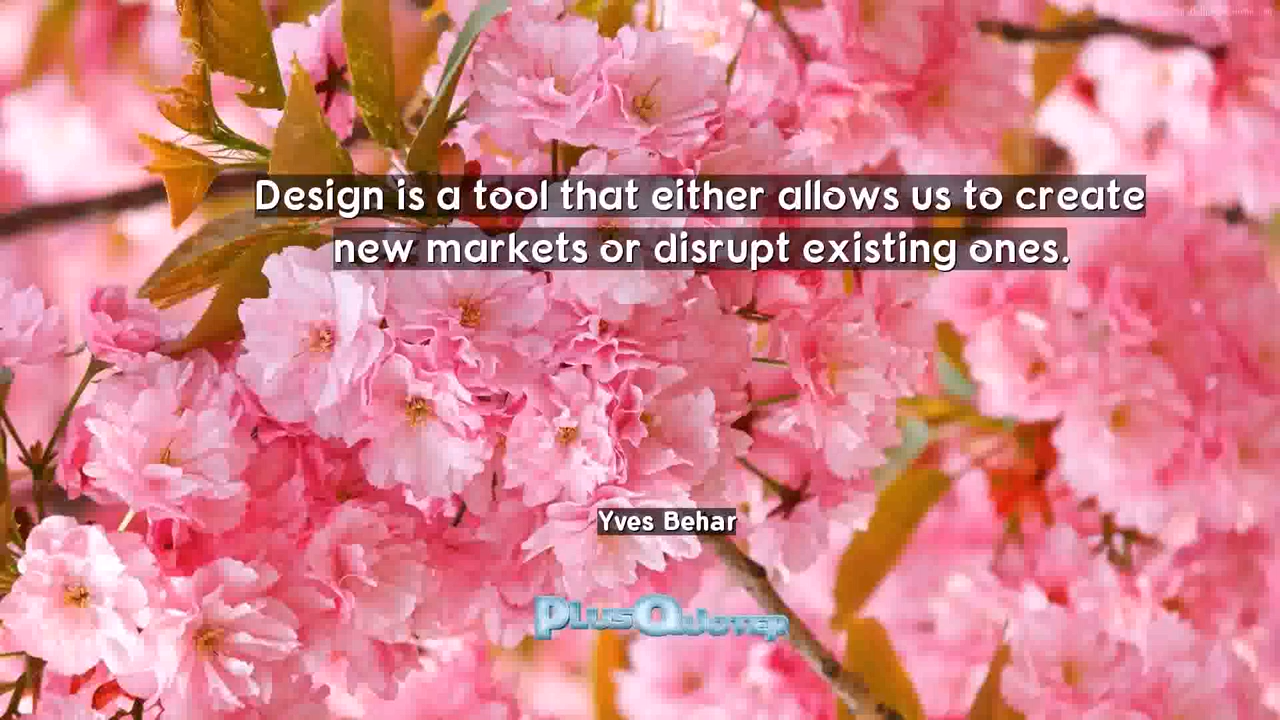 Design is a tool that either allows us to create
new markets or disrupt existing ones.
Yves Behar
PlusQuotes